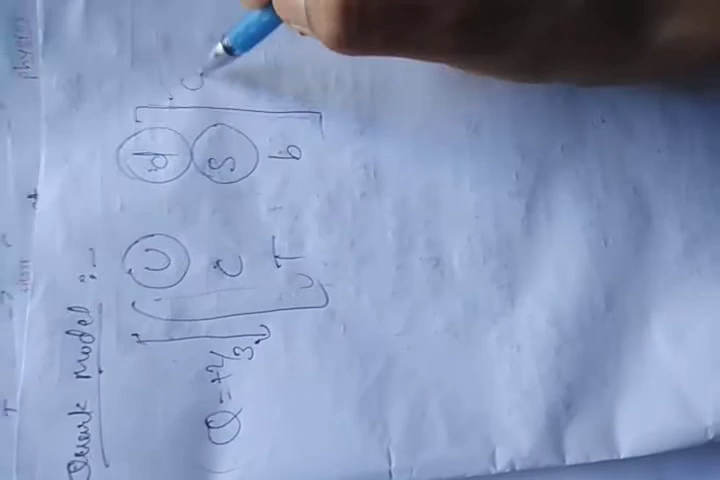 Quark Model :-
U d
Q = +2/3 C S
T b